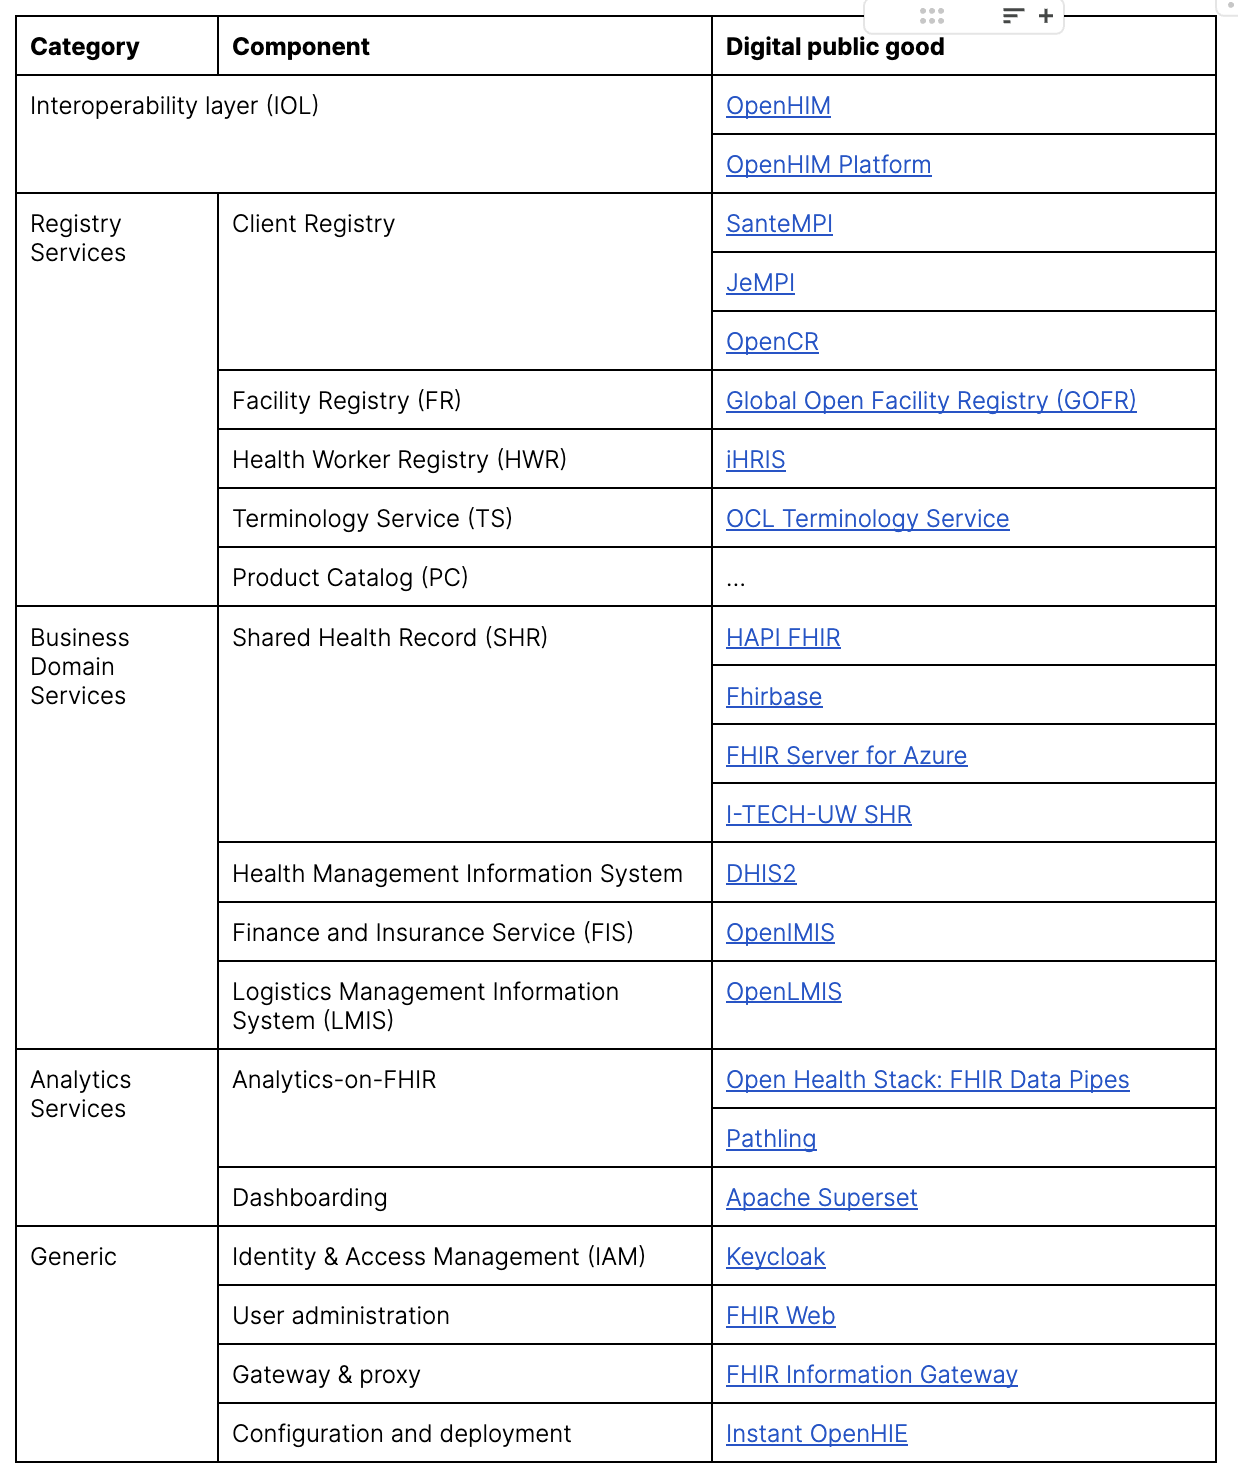 Category Component Digital public good
Interoperability layer (IOL) OpenHIM
OpenHIM Platform
Registry Services Client Registry SanteMPI
JeMPI
OpenCR
Facility Registry (FR) Global Open Facility Registry (GOFR)
Health Worker Registry (HWR) iHRIS
Terminology Service (TS) OCL Terminology Service
Product Catalog (PC) ...
Business Domain Services Shared Health Record (SHR) HAPI FHIR
Fhirbase
FHIR Server for Azure
I-TECH-UW SHR
Health Management Information System DHIS2
Finance and Insurance Service (FIS) OpenIMIS
Logistics Management Information System (LMIS) OpenLMIS
Analytics Services Analytics-on-FHIR Open Health Stack: FHIR Data Pipes
Pathling
Dashboarding Apache Superset
Generic Identity & Access Management (IAM) Keycloak
User administration FHIR Web
Gateway & proxy FHIR Information Gateway
Configuration and deployment Instant OpenHIE